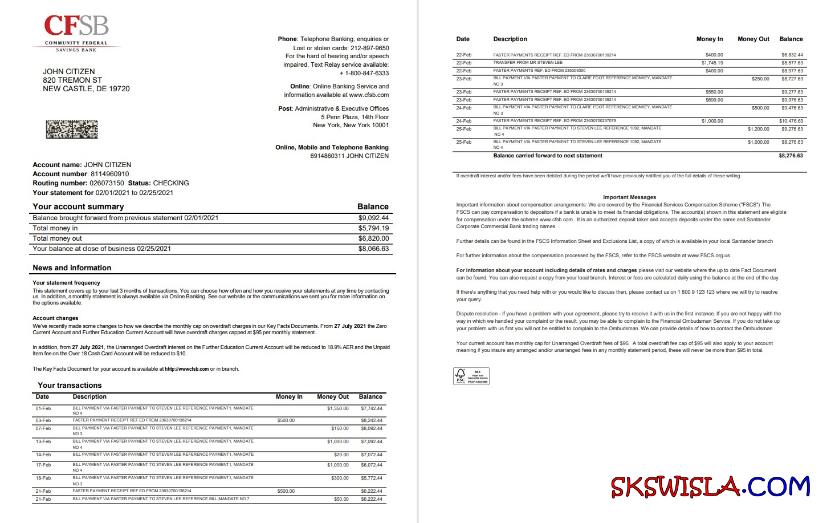 CFSB
COMMUNITY FEDERAL
SAVINGS BANK
JOHN CITIZEN
820 TREMON ST
NEW CASTLE, DE 19720
Phone: Telephone Banking, enquiries or
Lost or stolen cards: 212-897-9650
For the hard of hearing and/or speech
impaired. Text Relay service available:
+ 1-800-847-6333
Online: Online Banking: Service and
information available at www.cfsb.com
Post: Administrative & Executive Offices
5 Penn Plaza, 14th Floor
New York, New York 10001
Online, Mobile and Telephone Banking
6914860311 JOHN CITIZEN
Account name: JOHN CITIZEN
Account number 8114960910
Routing number: 026073150 Status: CHECKING
Your statement for 02/01/2021 to 02/25/2021
Your account summary Balance
Balance brought forward from previous statement 02/01/2021 $9,092.44
Total money in $5,794.19
Total money out $6,820.00
Your balance at close of business 02/25/2021 $8,066.63
News and information
Your statement frequency
This statement covers up to your last 3 months of transactions. You can choose how often and how you receive your statements at any time by contacting
us. In addition, a monthly statement is always available via Online Banking. See our website or the communications we sent you for more information on
the options available.
Account changes
We've recently made some changes to how we describe the monthly cap on overdraft charges in our Key Facts Documents. From 27 July 2021 the Zero
Current Account and Further Education Current Account will have overdraft charges capped at $95 per monthly statement.
In addition, from 27 July 2021, the Unarranged Overdraft interest on the Further Education Current Account will be reduced to 18.9% AER and the Unpaid
Item fee on the Over 18 Cash Card Account will be reduced to $10.
The Key Facts Document for your account is available at http://www.cfsb.com or in branch.
Your transactions
Date Description Money In Money Out Balance
01-Feb BILL PAYMENT VIA FASTER PAYMENT TO STEVEN LEE REFERENCE PAYMENT1, MANDATE $1,350.00 $7,742.44
NO 4
03-Feb FASTER PAYMENT RECEIPT REF.ED FROM $500.00 $8,242.44
07-Feb BILL PAYMENT VIA FASTER PAYMENT TO STEVEN LEE REFERENCE PAYMENT1, MANDATE $150.00 $8,092.44
13-Feb BILL PAYMENT VIA FASTER PAYMENT TO STEVEN LEE REFERENCE PAYMENT1, MANDATE $1,000.00 $7,092.44
16-Feb BILL PAYMENT VIA FASTER PAYMENT TO STEVEN LEE REFERENCE PAYMENT1, MANDATE $20.00 $7,072.44
17-Feb BILL PAYMENT VIA FASTER PAYMENT TO STEVEN LEE REFERENCE PAYMENT1, MANDATE $1,000.00 $6,072.44
NO 4
18-Feb BILL PAYMENT VIA FASTER PAYMENT TO STEVEN LEE REFERENCE PAYMENT1, MANDATE $300.00 $5,772.44
NO 4
21-Feb FASTER PAYMENT RECEIPT REF.ED FROM $500.00 $6,222.44
21-Feb BILL PAYMENT VIA FASTER PAYMENT TO STEVEN LEE REFERENCE BILL, MANDATE NO 7 $50.00 $6,222.44
Date Description Money In Money Out Balance
22-Feb FASTER PAYMENTS RECEIPT REF. ED FROM $400.00 $6,832.44
22-Feb TRANSFER FROM MR STEVEN LEE $1,745.19 $8,577.63
22-Feb FASTER PAYMENTS REF. ED FROM $400.00 $8,977.63
23-Feb BILL PAYMENT VIA FASTER PAYMENT TO CLAIRE FOOT REFERENCE MONKEY, MANDATE $250.00 $8,727.63
NO 3
23-Feb FASTER PAYMENTS RECEIPT REF. ED FROM $550.00 $9,277.63
23-Feb FASTER PAYMENTS RECEIPT REF. ED FROM $9,976.63
24-Feb BILL PAYMENT VIA FASTER PAYMENT TO CLAIRE FOOT REFERENCE MONKEY, MANDATE $500.00 $9,476.63
NO 3
24-Feb FASTER PAYMENTS RECEIPT REF. ED FROM $1,000.00 $10,476.63
25-Feb BILL PAYMENT VIA FASTER PAYMENT TO STEVEN LEE REFERENCE 1092, MANDATE $1,200.00 $9,276.63
NO 4
25-Feb BILL PAYMENT VIA FASTER PAYMENT TO STEVEN LEE REFERENCE 1092, MANDATE $1,000.00 $8,276.63
NO 4
Balance carried forward to next statement $8,276.63
If overdraft interest and/or fees have been debited during the period we'll have previously notified you of the full details of these in writing.
Important Messages
Important information about compensation arrangements: We are covered by the Financial Services Compensation Scheme ("FSCS"). The
FSCS can pay compensation to depositors if a bank is unable to meet its financial obligations. The account(s) shown in this statement are eligible
for compensation under the scheme www.cfsb.com. It is an authorized deposit taker and accepts deposits under the name and Santander
Corporate Commercial Bank trading names.
Further details can be found in the FSCS Information Sheet and Exclusions List, a copy of which is available in your local Santander branch
For further information about the compensation processed by the FSCS, refer to the FSCS website at www.FSCS.org.us
For information about your account including details of rates and charges please visit our website where the up to date Fact Document
can be found. You can also request a copy from your local branch. Interest or fees are calculated daily using the balance at the end of the day.
If there's anything that you need help with or you would like to discuss then, please contact us on 1 800 9 123 123 where we will try to resolve
your query.
Dispute resolution - if you have a problem with your agreement, please try to resolve it with us in the first instance. If you are not happy with the
way in which we handled your complaint or the result, you may be able to complain to the Financial Ombudsman Service. If you do not take up
your problem with us first you will not be entitled to complain to the Ombudsman. We can provide details of how to contact the Ombudsman
Your current account has monthly cap for Unarranged Overdraft fees of $95. A total overdraft fee cap of $95 will also apply to your account
meaning if you insure any arranged and/or unarranged fees in any monthly statement period, these will never be more than $95 in total.
FSC
MIX
SKSWISLA.COM